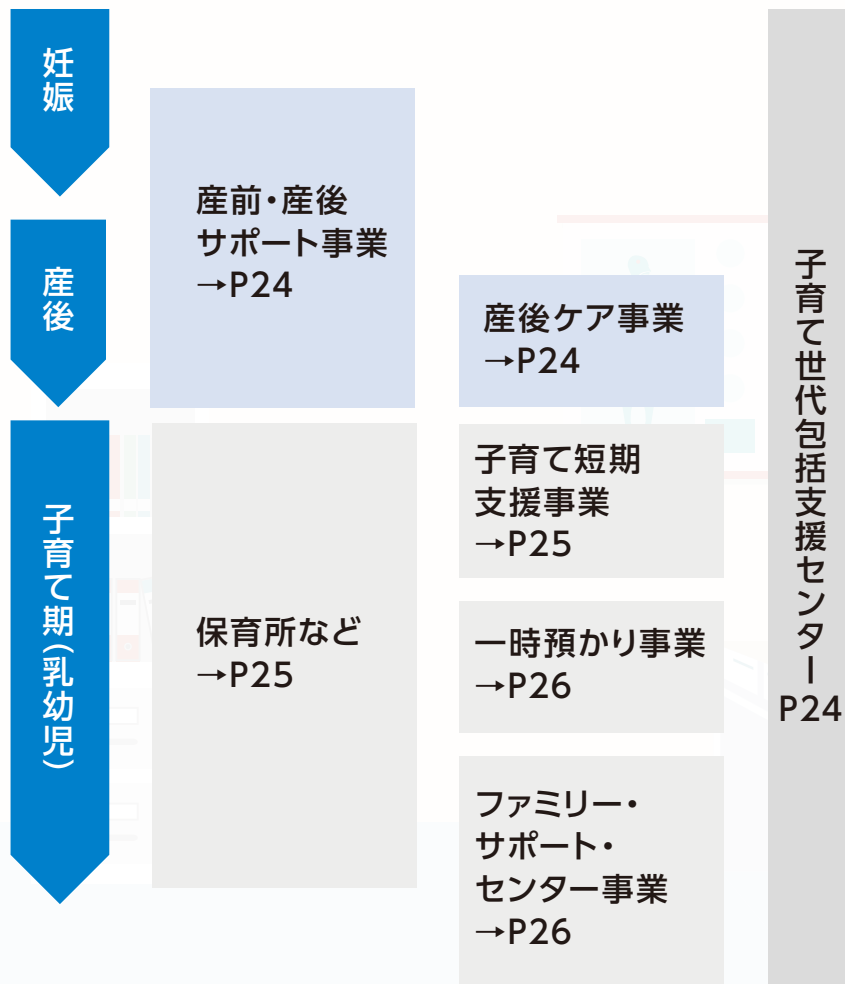 妊娠
産後
子育て期(乳幼児)
産前・産後
サポート事業
→P24
保育所など
→P25
産後ケア事業
→P24
子育て短期
支援事業
→P25
一時預かり事業
→P26
ファミリー・
サポート・
センター事業
→P26
子育て世代包括支援センター
P24